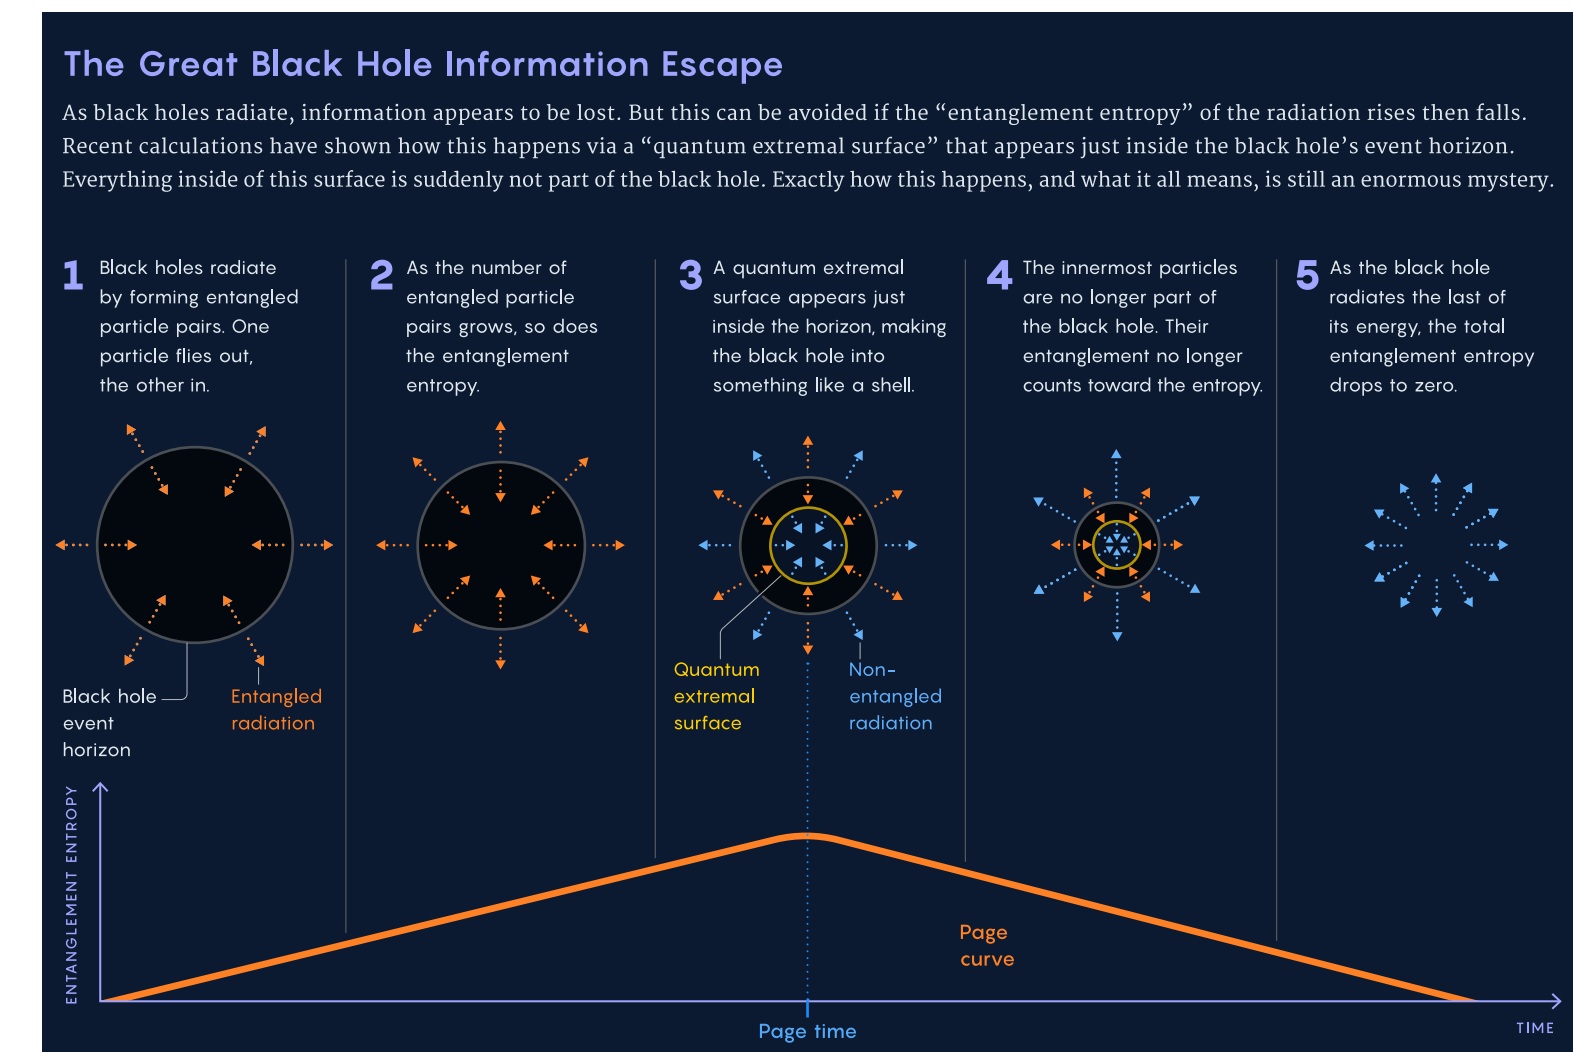 The Great Black Hole Information Escape
As black holes radiate, information appears to be lost. But this can be avoided if the “entanglement entropy” of the radiation rises then falls.
Recent calculations have shown how this happens via a “quantum extremal surface” that appears just inside the black hole’s event horizon.
Everything inside of this surface is suddenly not part of the black hole. Exactly how this happens, and what it all means, is still an enormous mystery.
1
Black holes radiate
by forming entangled
particle pairs. One
particle flies out,
the other in.
2
As the number of
entangled particle
pairs grows, so does
the entanglement
entropy.
3
A quantum extremal
surface appears just
inside the horizon, making
the black hole into
something like a shell.
4
The innermost particles
are no longer part of
the black hole. Their
entanglement no longer
counts toward the entropy.
5
As the black hole
radiates the last of
its energy, the total
entanglement entropy
drops to zero.
Black hole
event
horizon
Entangled
radiation
Quantum
extremal
surface
Non-
entangled
radiation
ENTANGLEMENT ENTROPY
Page
curve
Page time
TIME